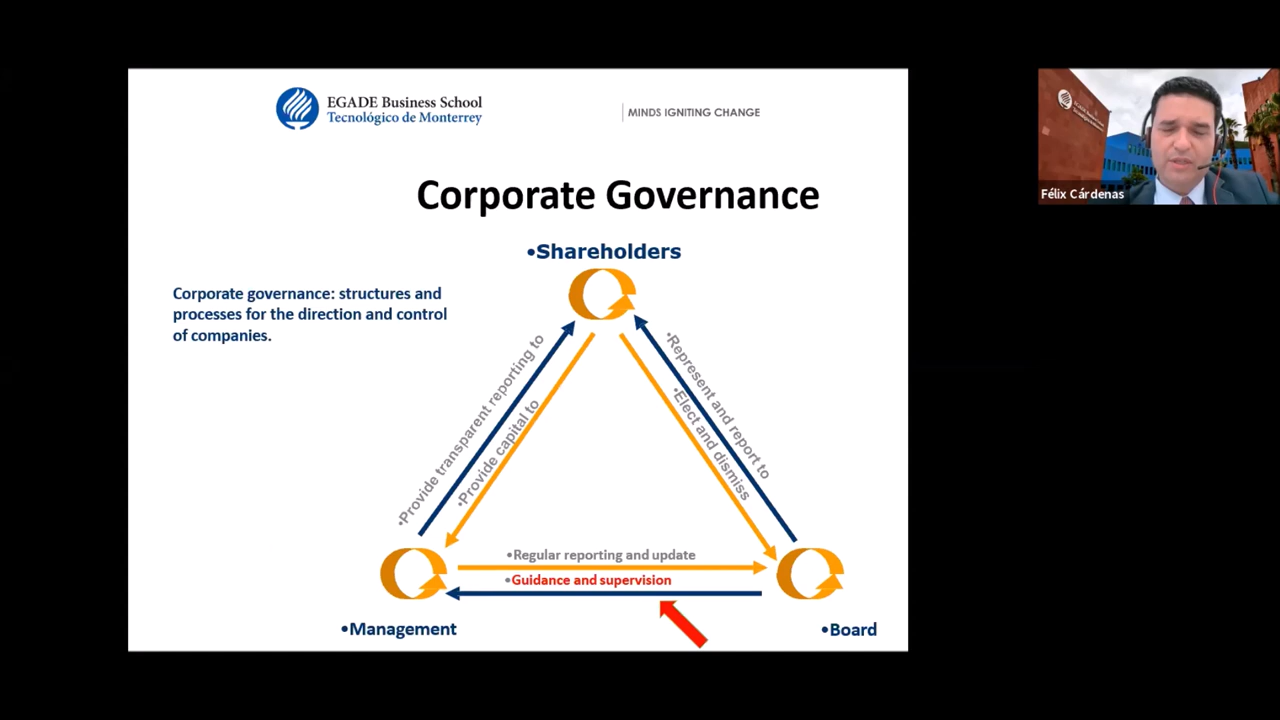 EGADE Business School
Tecnológico de Monterrey
MINDS IGNITING CHANGE
Corporate Governance
•Shareholders
Corporate governance: structures and
processes for the direction and control
of companies.
•Provide transparent reporting to
•Provide capital to
•Represent and report to
•Elect and dismiss
•Regular reporting and update
•Guidance and supervision
•Management
•Board
Félix Cárdenas